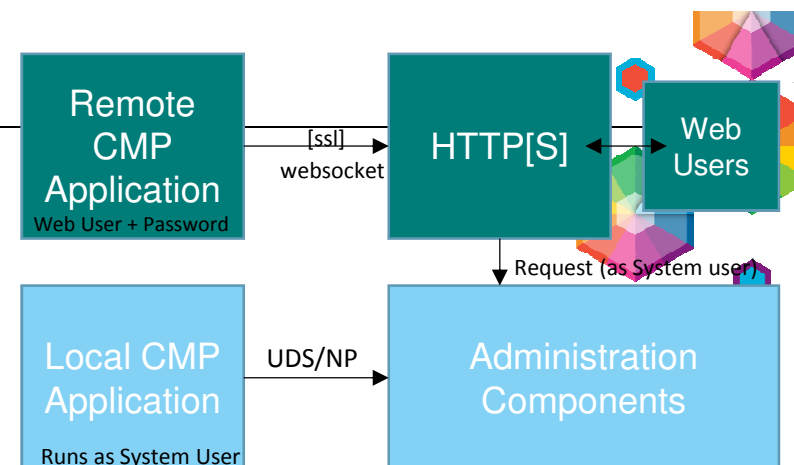 Remote
CMP
Application
Web User + Password
[ssl]
websocket
HTTP[S]
Web
Users
Request (as System user)
Local CMP
Application
Runs as System User
UDS/NP
Administration
Components